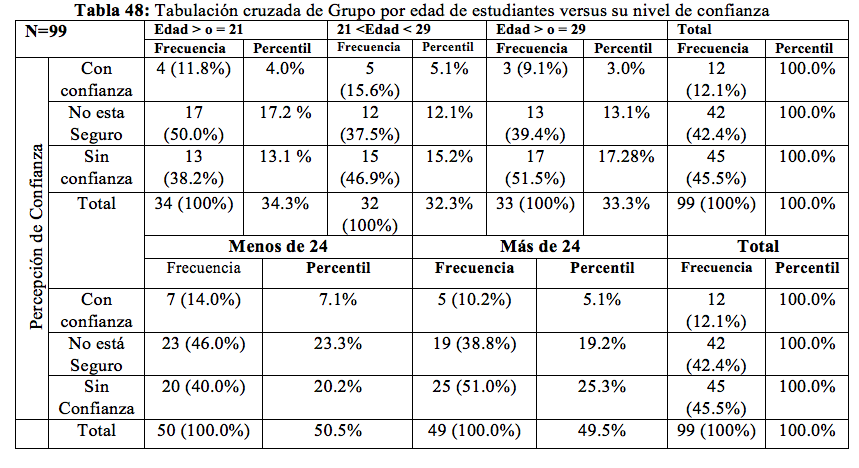 Tabla 48: Tabulación cruzada de Grupo por edad de estudiantes versus su nivel de confianza
N=99 Edad > o = 21 21 <Edad < 29 Edad > o = 29 Total
Frecuencia Percentil Frecuencia Percentil Frecuencia Percentil Frecuencia Percentil
Percepción de Confianza
Con 4 (11.8%) 4.0% 5 5.1% 3 (9.1%) 3.0% 12 100.0%
confianza (15.6%) (12.1%)
No esta 17 17.2 % 12 12.1% 13 13.1% 42 100.0%
Seguro (50.0%) (37.5%) (39.4%) (42.4%)
Sin 13 13.1 % 15 15.2% 17 17.28% 45 100.0%
confianza (38.2%) (46.9%) (51.5%) (45.5%)
Total 34 (100%) 34.3% 32 32.3% 33 (100%) 33.3% 99 (100%) 100.0%
(100%)
Menos de 24 Más de 24 Total
Frecuencia Percentil Frecuencia Percentil Frecuencia Percentil
Con 7 (14.0%) 7.1% 5 (10.2%) 5.1% 12 100.0%
confianza (12.1%)
No está 23 (46.0%) 23.3% 19 (38.8%) 19.2% 42 100.0%
Seguro (42.4%)
Sin 20 (40.0%) 20.2% 25 (51.0%) 25.3% 45 100.0%
Confianza (45.5%)
Total 50 (100.0%) 50.5% 49 (100.0%) 49.5% 99 (100%) 100.0%